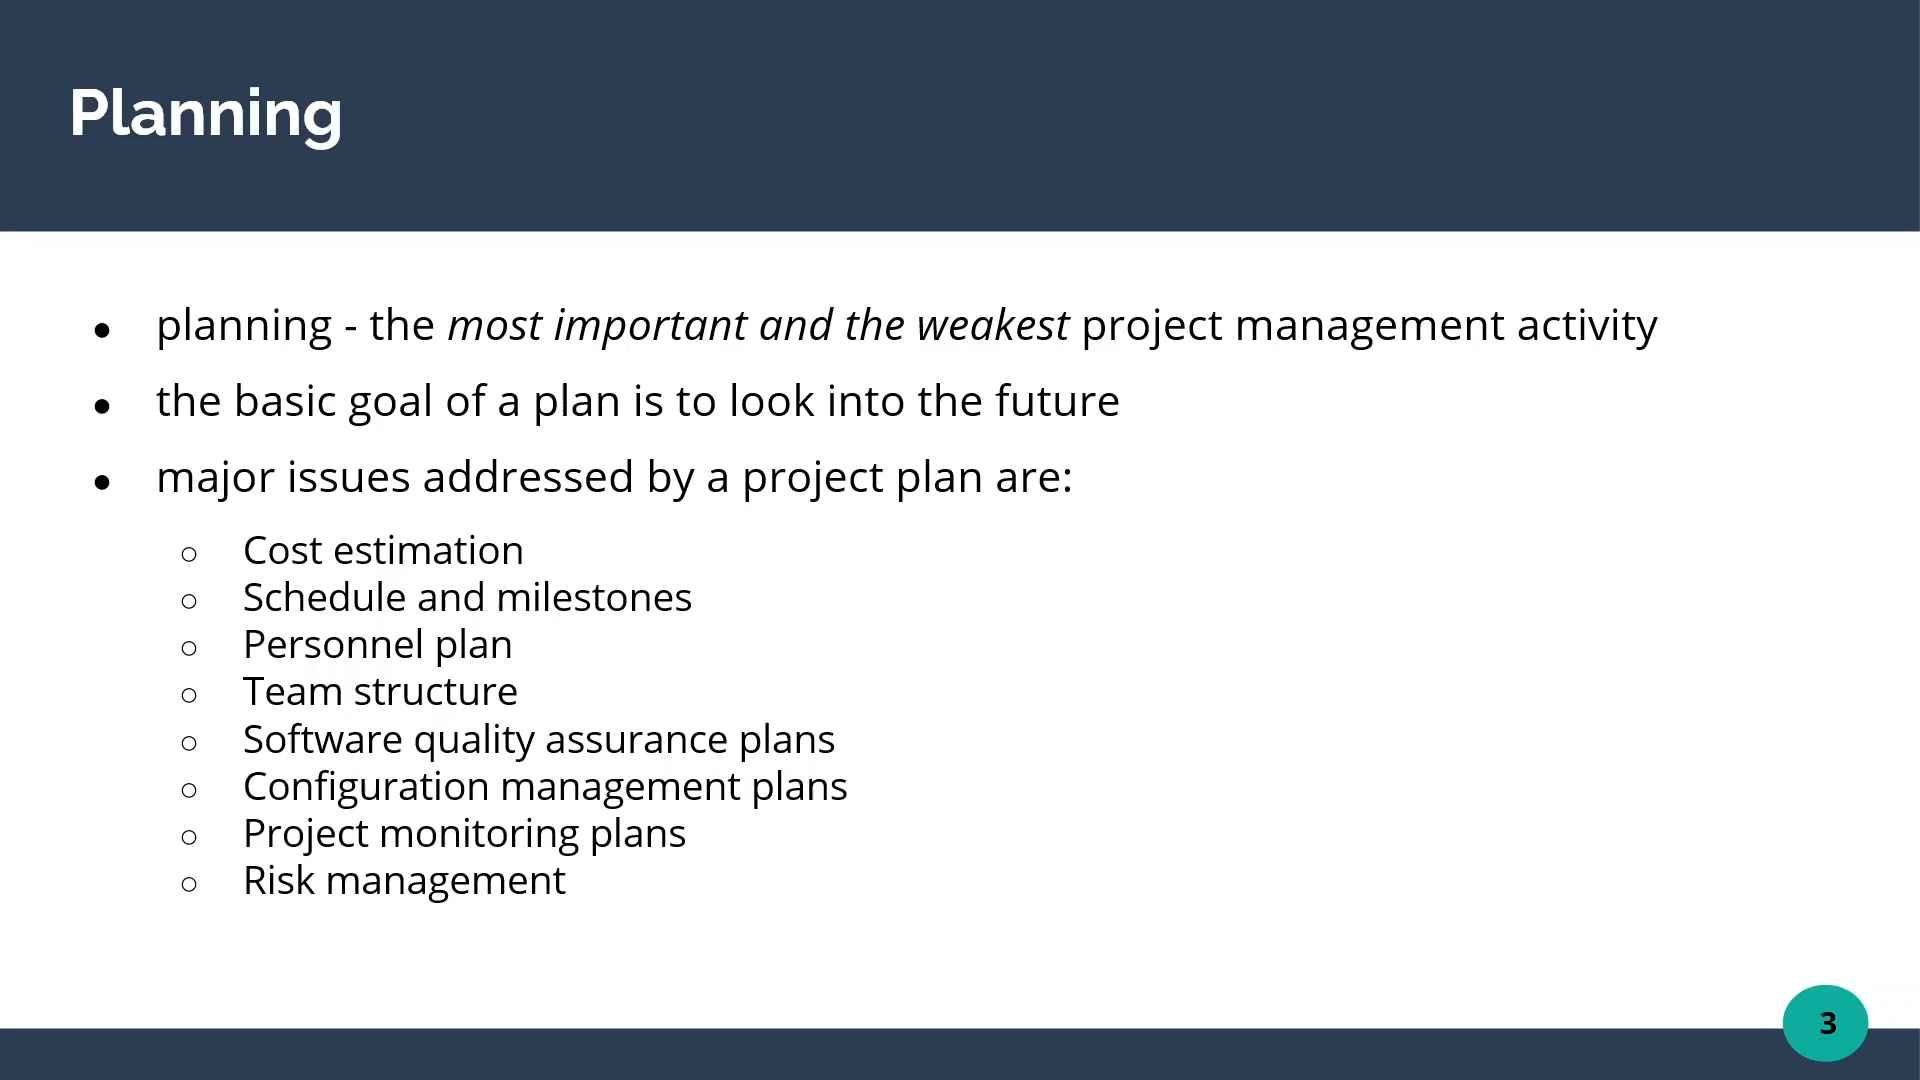 Planning
● planning - the most important and the weakest project management activity
● the basic goal of a plan is to look into the future
● major issues addressed by a project plan are:
○ Cost estimation
○ Schedule and milestones
○ Personnel plan
○ Team structure
○ Software quality assurance plans
○ Configuration management plans
○ Project monitoring plans
○ Risk management
3